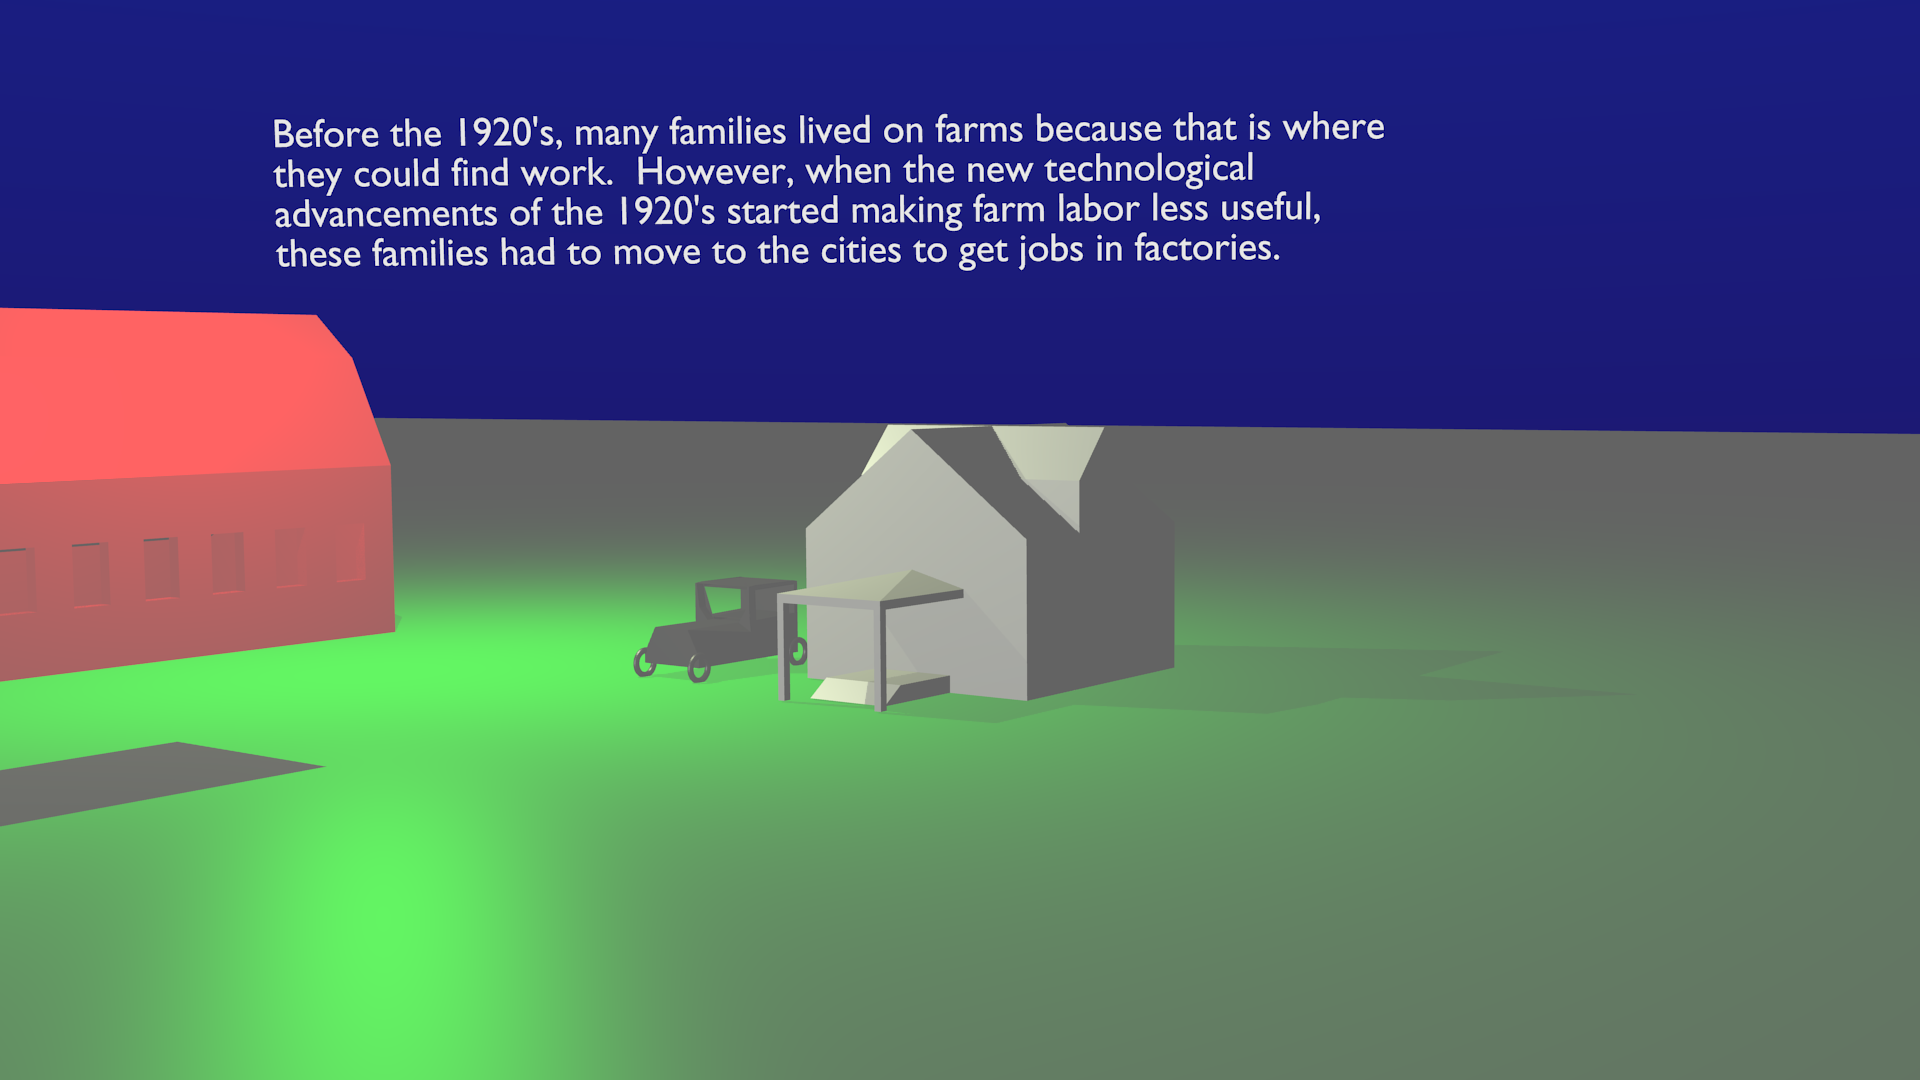 Before the 1920's, many families lived on farms because that is where
they could find work.  However, when the new technological
advancements of the 1920's started making farm labor less useful,
these families had to move to the cities to get jobs in factories.